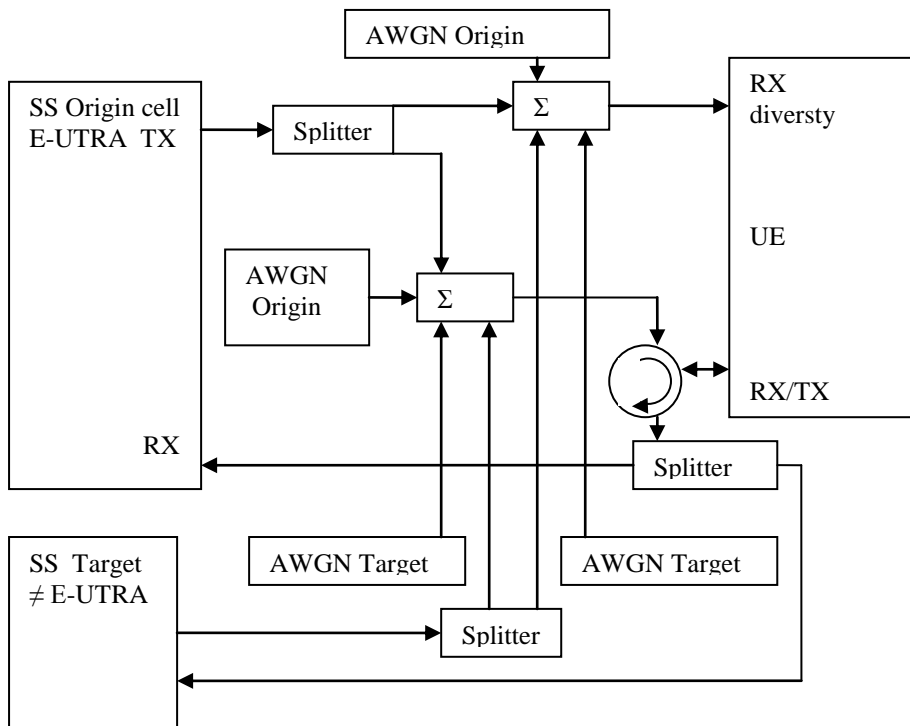 AWGN Origin
SS Origin cell
E-UTRA TX
RX
Splitter
Σ
RX
diversty
UE
RX/TX
AWGN
Origin
Σ
Splitter
AWGN Target
AWGN Target
SS Target
≠ E-UTRA
Splitter